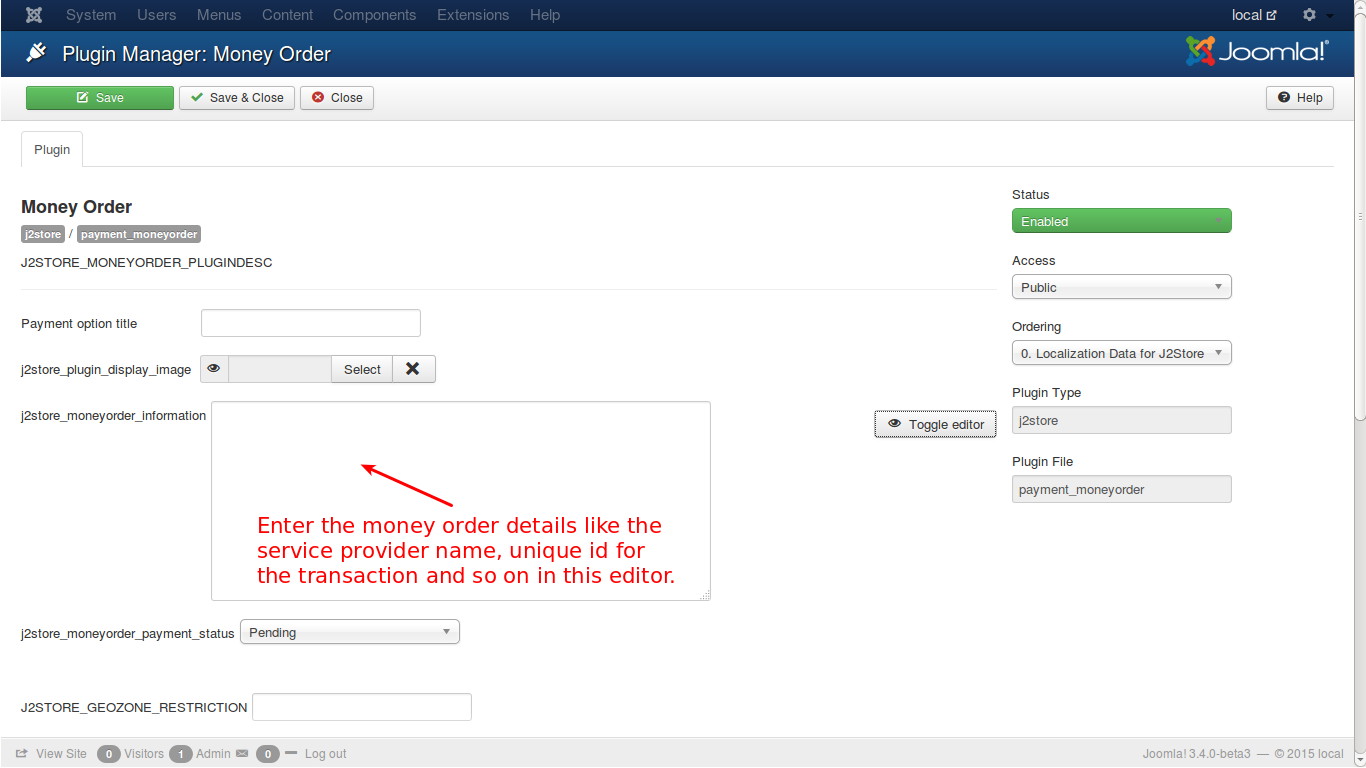 System Users Menus Content Components Extensions Help local
Plugin Manager: Money Order Joomla!®
Save Save & Close Close Help
Plugin
Money Order
j2store / payment_moneyorder
J2STORE_MONEYORDER_PLUGINDESC
Payment option title
j2store_plugin_display_image Select
j2store_moneyorder_information Toggle editor
Enter the money order details like the
service provider name, unique id for
the transaction and so on in this editor.
j2store_moneyorder_payment_status Pending
J2STORE_GEOZONE_RESTRICTION
Status
Enabled
Access
Public
Ordering
0. Localization Data for J2Store
Plugin Type
j2store
Plugin File
payment_moneyorder
View Site 0 Visitors 1 Admin 0 Log out Joomla! 3.4.0-beta3 — © 2015 local